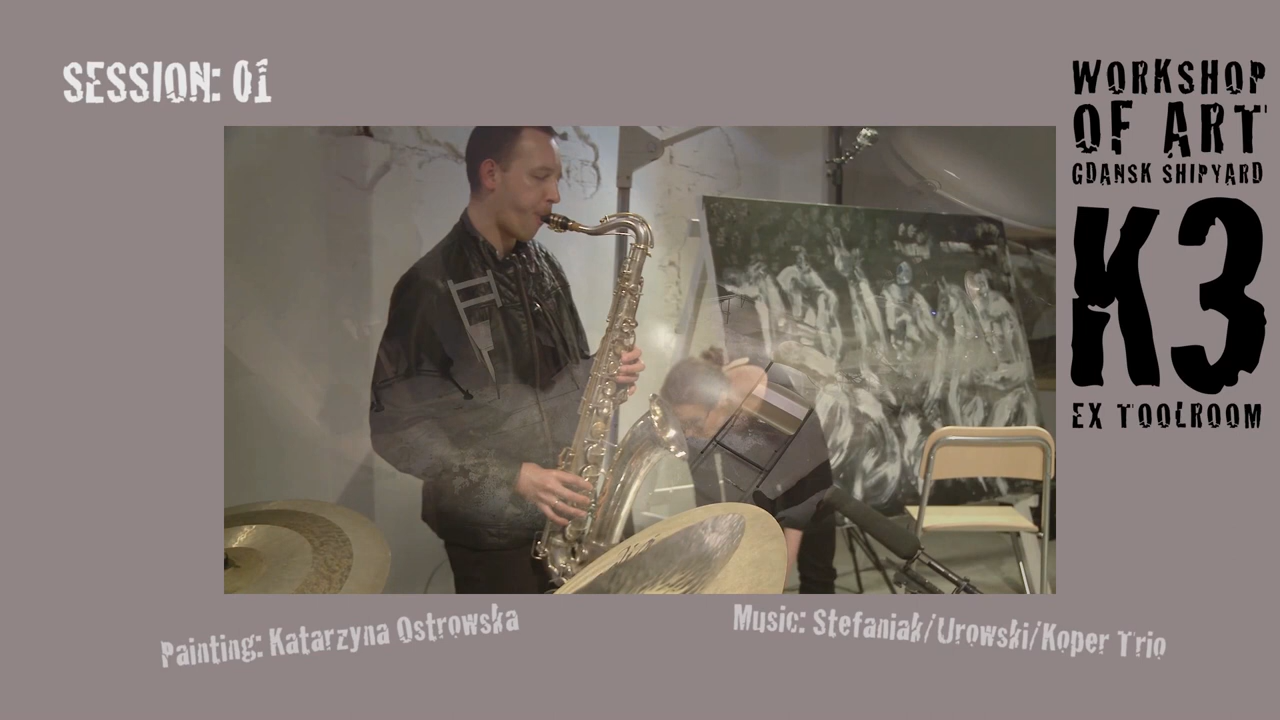 SESSION: 01
WORKSHOP
OF ART
GDANSK SHIPYARD
K3
EX TOOLROOM
Painting: Katarzyna Ostrowska
Music: Stefaniak/Urowski/Koper Trio